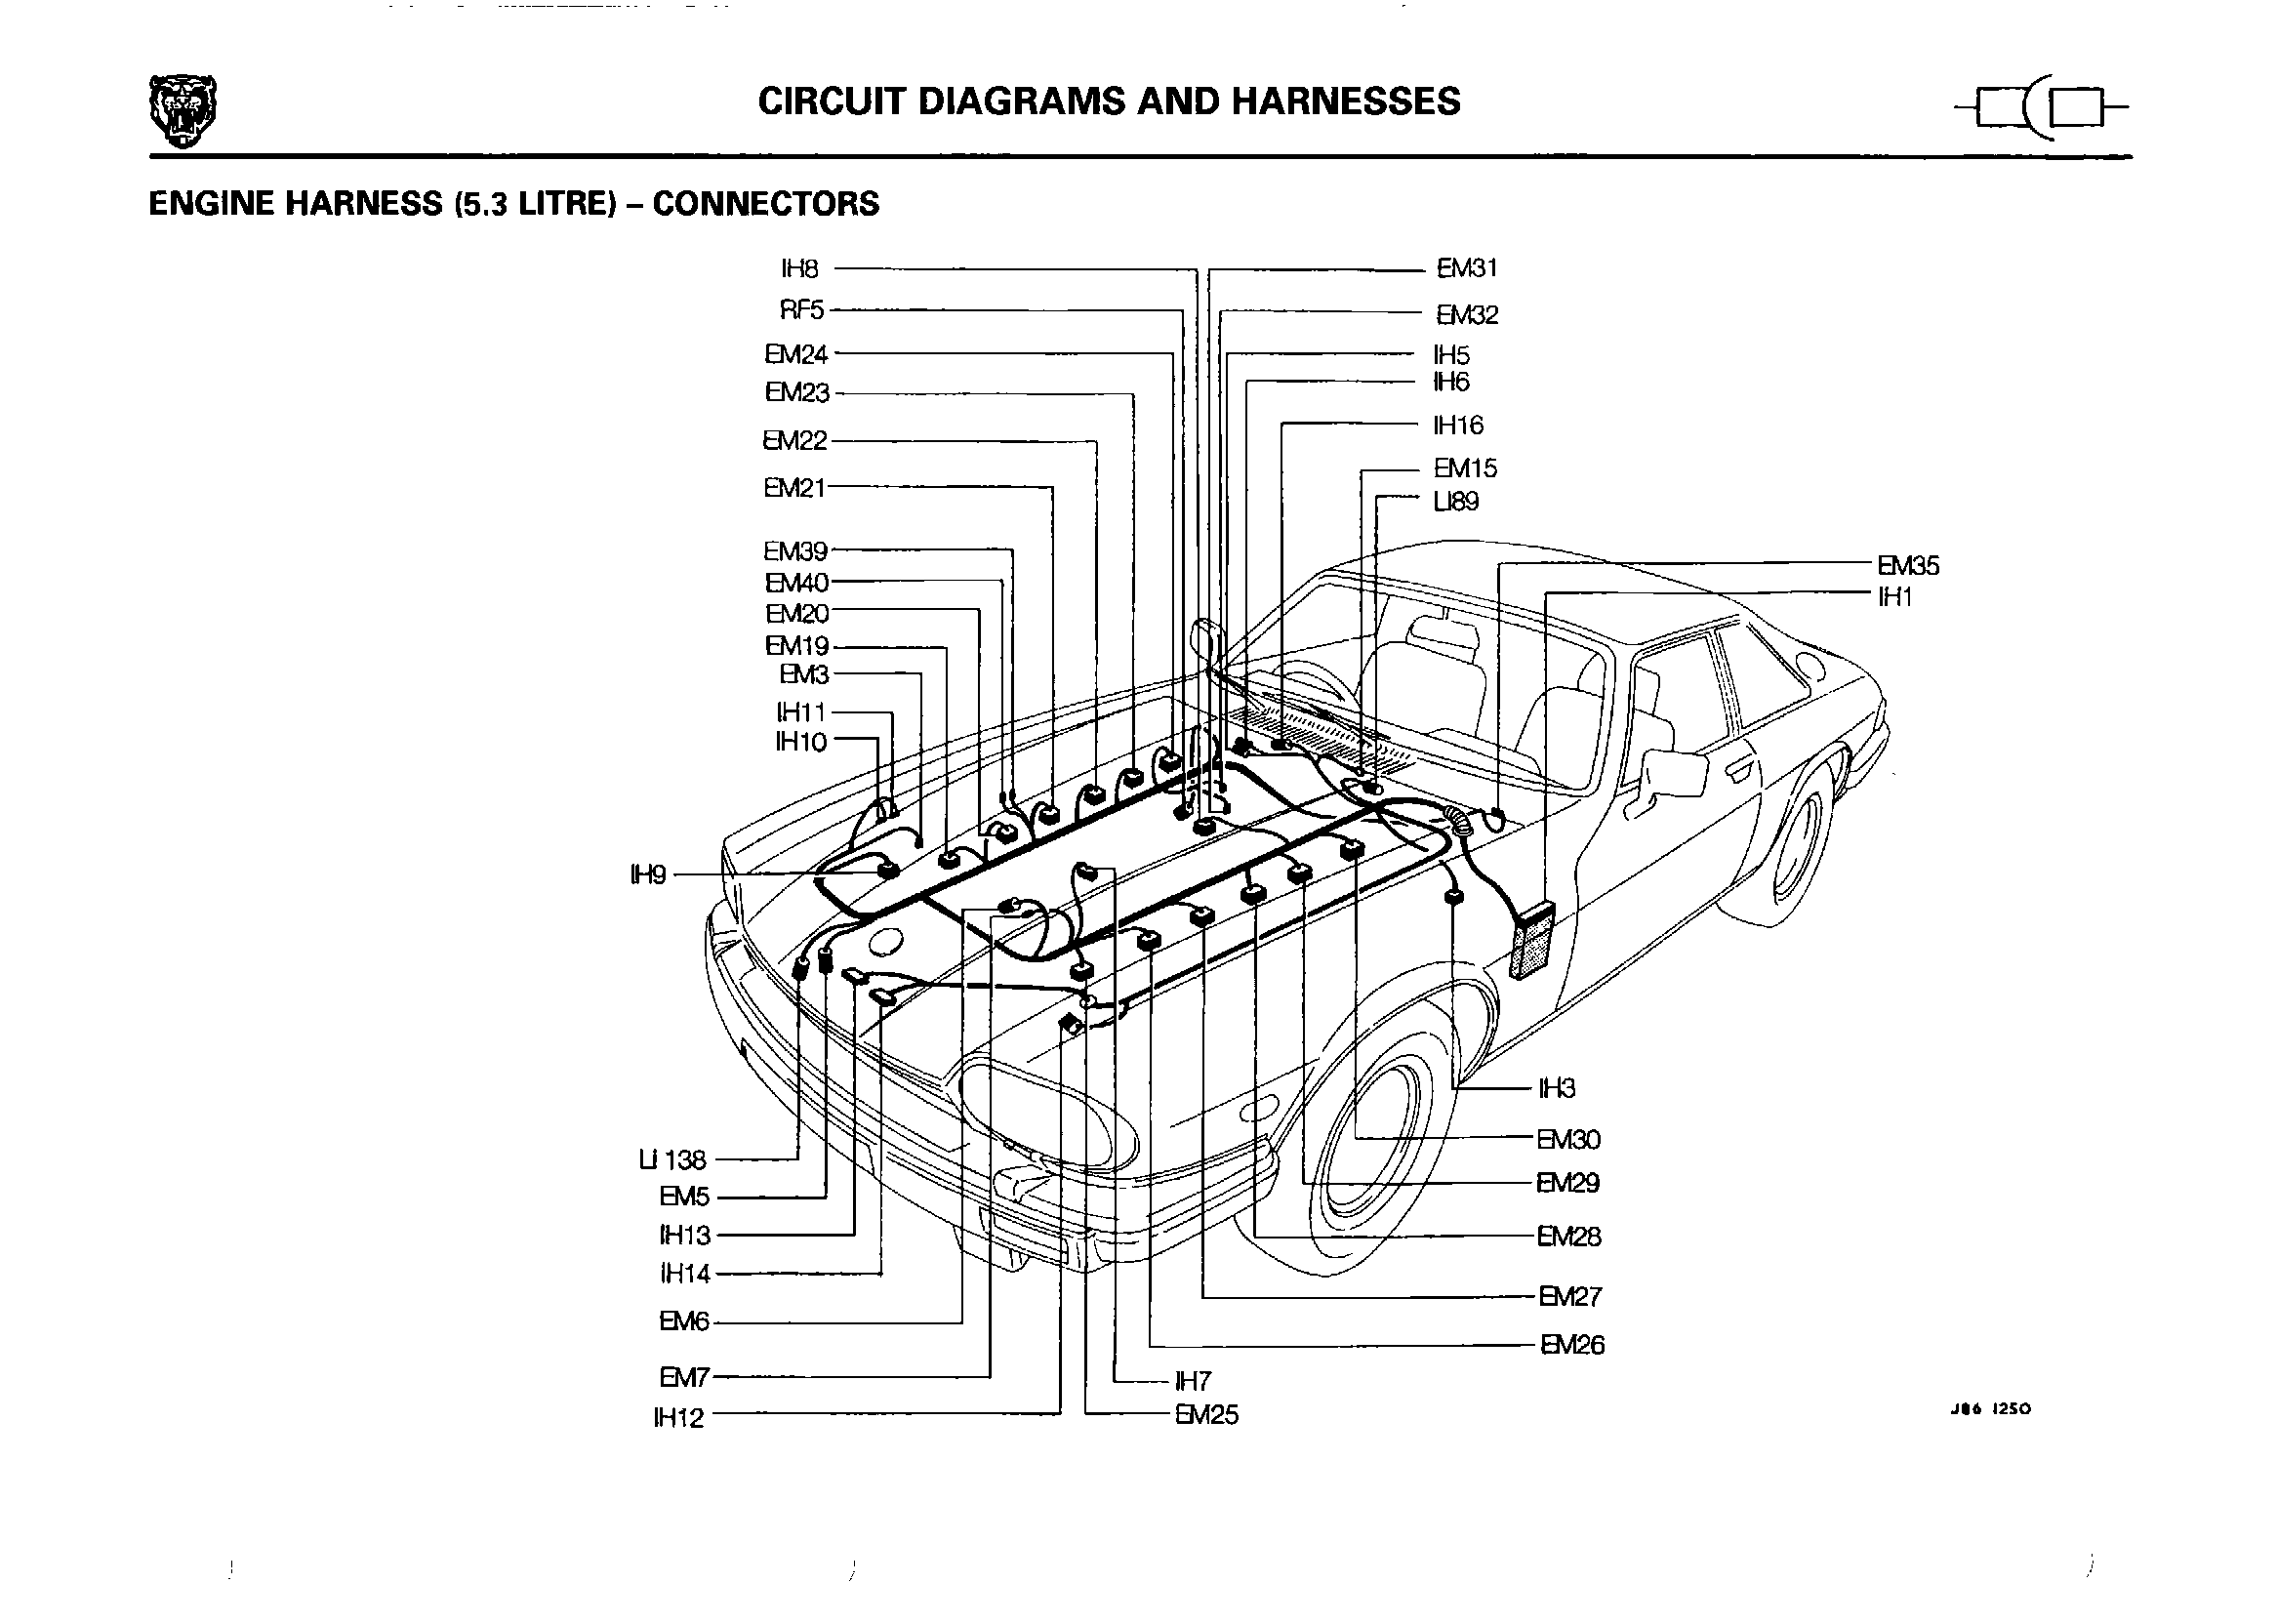 CIRCUIT DIAGRAMS AND HARNESSES
ENGINE HARNESS (5.3 LITRE) – CONNECTORS
IH8
RF5
EM24
EM23
EM22
EM21
EM39
EM40
EM20
EM19
EM3
IH11
IH10
IH9
EM31
EM32
IH5
IH6
IH16
EM15
LI89
EM35
IH1
LI 138
EM5
IH13
IH14
EM6
EM7
IH12
IH3
EM30
EM29
EM28
EM27
EM26
IH7
EM25
J86 1250